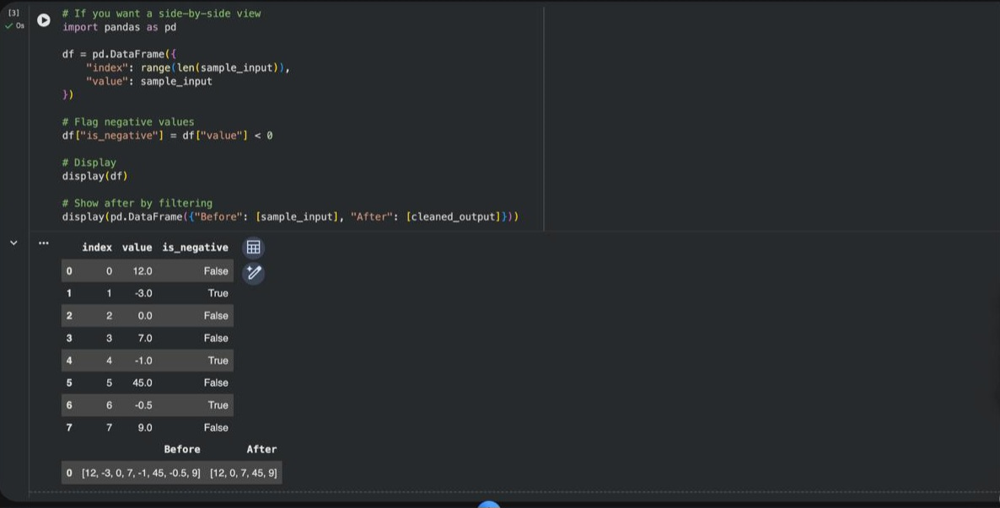 [3]
0s
# If you want a side-by-side view
import pandas as pd
df = pd.DataFrame({
    "index": range(len(sample_input)),
    "value": sample_input
})
# Flag negative values
df["is_negative"] = df["value"] < 0
# Display
display(df)
# Show after by filtering
display(pd.DataFrame({"Before": [sample_input], "After": [cleaned_output]}))
index value is_negative
0 0 12.0 False
1 1 -3.0 True
2 2 0.0 False
3 3 7.0 False
4 4 -1.0 True
5 5 45.0 False
6 6 -0.5 True
7 7 9.0 False
Before After
0 [12, -3, 0, 7, -1, 45, -0.5, 9] [12, 0, 7, 45, 9]